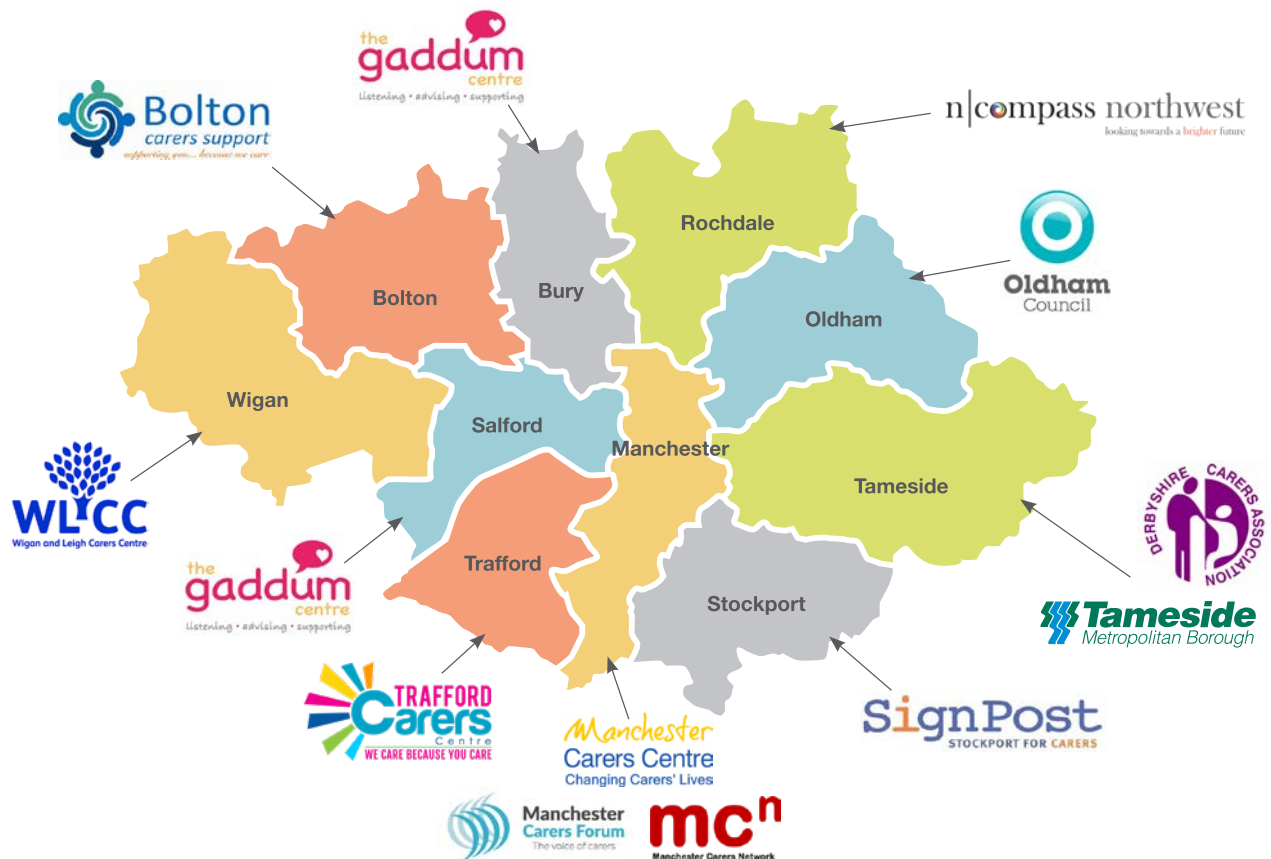 the
gaddum
centre
listening • advising • supporting
Bolton
carers support
supporting you... because we care
n|compass northwest
looking towards a brighter future
Rochdale
Oldham
Council
Bolton
Bury
Oldham
Wigan
Salford
Manchester
Tameside
WLCC
Wigan and Leigh Carers Centre
DERBYSHIRE CARERS ASSOCIATION
the
gaddum
centre
listening • advising • supporting
Trafford
Stockport
Tameside
Metropolitan Borough
TRAFFORD
Carers
Centre
WE CARE BECAUSE YOU CARE
SignPost
STOCKPORT FOR CARERS
Manchester
Carers Centre
Changing Carers' Lives
Manchester
Carers Forum
The voice of carers
mcn
Manchester Carers Network